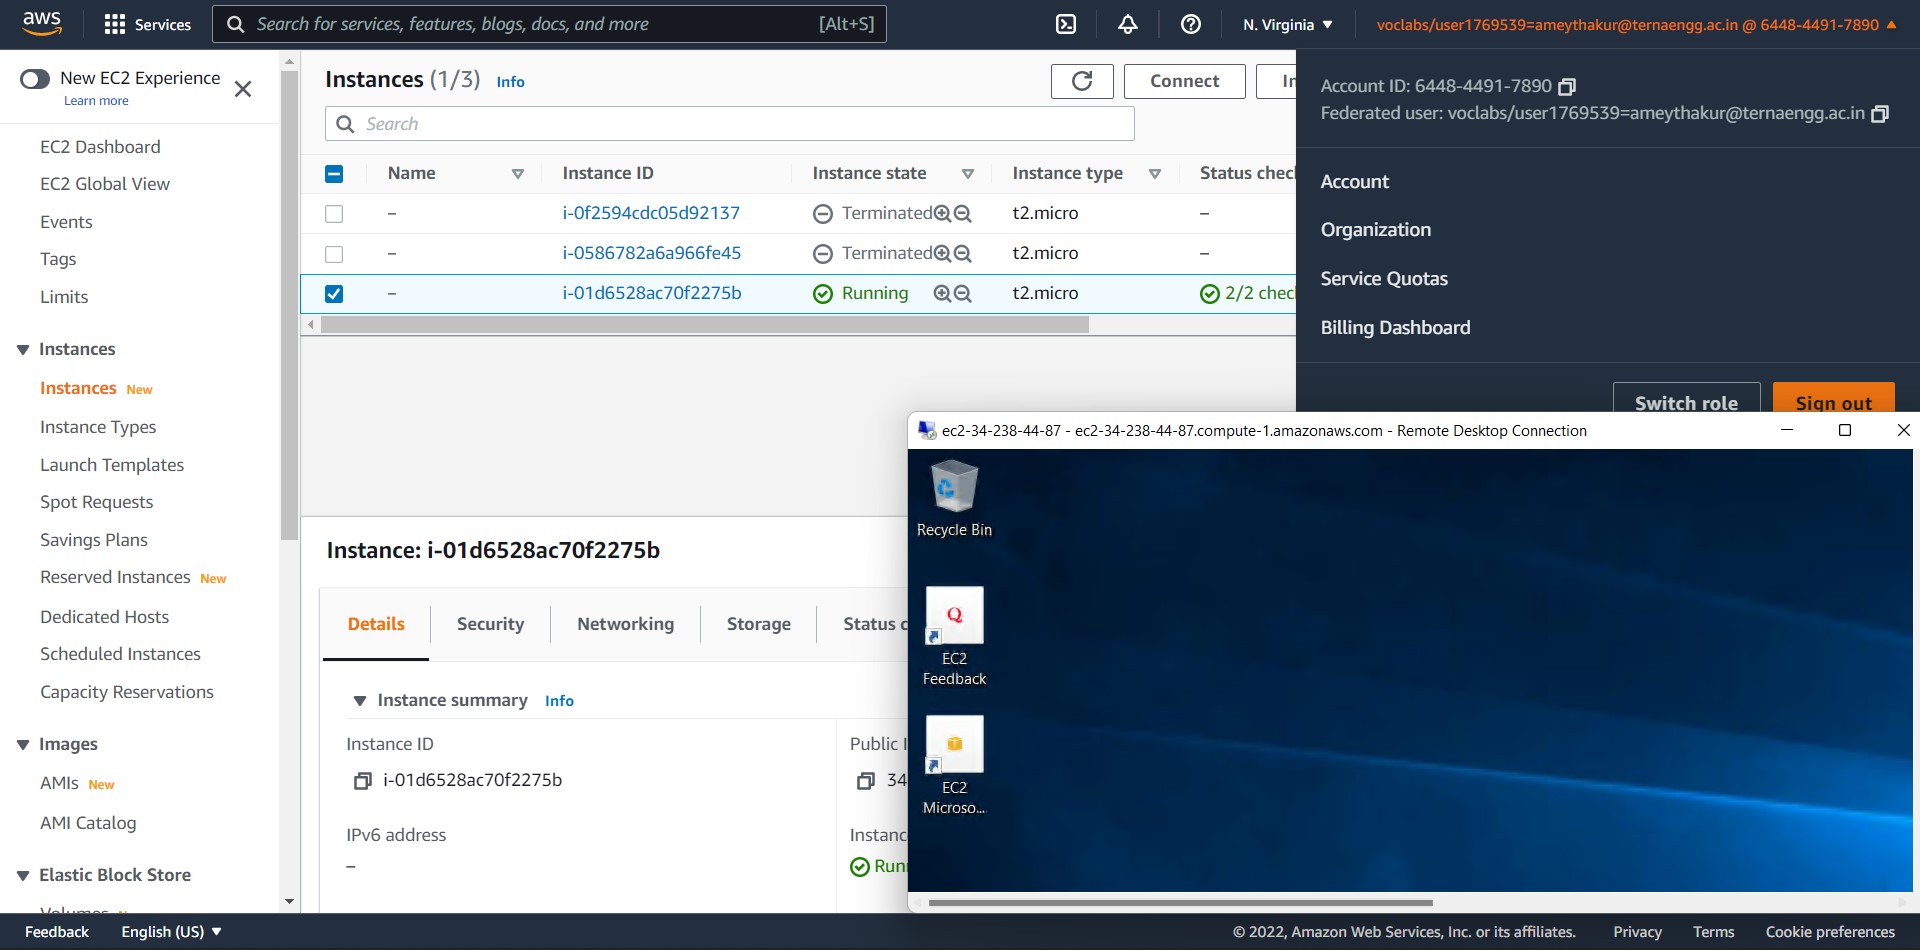 aws
Services
Search for services, features, blogs, docs, and more [Alt+S]
N. Virginia
voclabs/user1769539=ameythakur@ternaengg.ac.in @ 6448-4491-7890
New EC2 Experience
Learn more
EC2 Dashboard
EC2 Global View
Events
Tags
Limits
Instances
Instances New
Instance Types
Launch Templates
Spot Requests
Savings Plans
Reserved Instances New
Dedicated Hosts
Scheduled Instances
Capacity Reservations
Images
AMIs New
AMI Catalog
Elastic Block Store
Instances (1/3) Info
Connect
Search
Name Instance ID Instance state Instance type Status chec
– i-0f2594cdc05d92137 Terminated t2.micro –
– i-0586782a6a966fe45 Terminated t2.micro –
– i-01d6528ac70f2275b Running t2.micro 2/2 chec
Account ID: 6448-4491-7890
Federated user: voclabs/user1769539=ameythakur@ternaengg.ac.in
Account
Organization
Service Quotas
Billing Dashboard
Switch role Sign out
Instance: i-01d6528ac70f2275b
Details Security Networking Storage Status c
Instance summary Info
Instance ID
i-01d6528ac70f2275b
Public I
34
IPv6 address
–
Instanc
Runn
ec2-34-238-44-87 - ec2-34-238-44-87.compute-1.amazonaws.com - Remote Desktop Connection
Recycle Bin
Q
EC2
Feedback
EC2
Microso...
Feedback English (US)
© 2022, Amazon Web Services, Inc. or its affiliates. Privacy Terms Cookie preferences